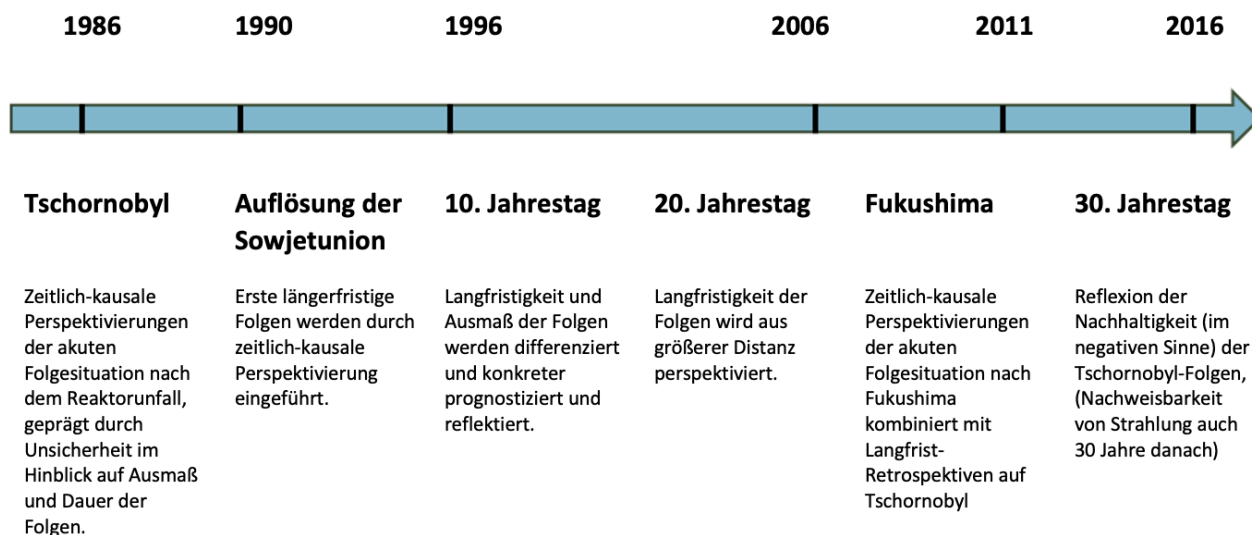 1986
1990
1996
2006
2011
2016
Tschornobyl
Auflösung der
Sowjetunion
10. Jahrestag
20. Jahrestag
Fukushima
30. Jahrestag
Zeitlich-kausale
Perspektivierungen
der akuten
Folgesituation nach
dem Reaktorunfall,
geprägt durch
Unsicherheit im
Hinblick auf Ausmaß
und Dauer der
Folgen.
Erste längerfristige
Folgen werden durch
zeitlich-kausale
Perspektivierung
eingeführt.
Langfristigkeit und
Ausmaß der Folgen
werden differenziert
und konkreter
prognostiziert und
reflektiert.
Langfristigkeit der
Folgen wird aus
größerer Distanz
perspektiviert.
Zeitlich-kausale
Perspektivierungen
der akuten
Folgesituation nach
Fukushima
kombiniert mit
Langfrist-
Retrospektiven auf
Tschornobyl
Reflexion der
Nachhaltigkeit (im
negativen Sinne) der
Tschornobyl-Folgen,
(Nachweisbarkeit
von Strahlung auch
30 Jahre danach)